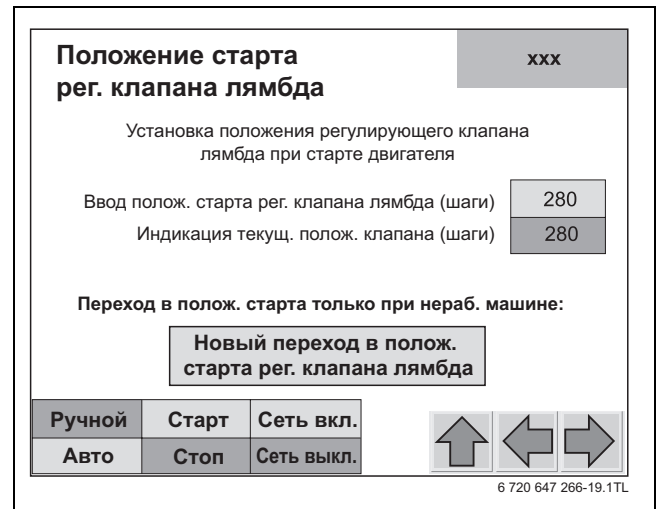 Положение старта
рег. клапана лямбда
xxx
Установка положения регулирующего клапана
лямбда при старте двигателя
Ввод полож. старта рег. клапана лямбда (шаги) 280
Индикация текущ. полож. клапана (шаги) 280
Переход в полож. старта только при нераб. машине:
Новый переход в полож.
старта рег. клапана лямбда
Ручной Старт Сеть вкл.
Авто Стоп Сеть выкл.
6 720 647 266-19.1TL